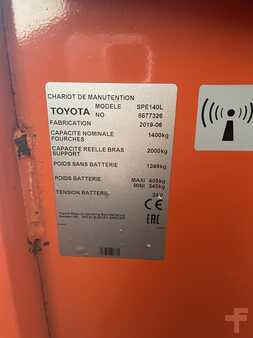 CHARIOT DE MANUTENTION
TOYOTA MODELE SPE140L
NO 6677326
FABRICATION 2019-06
CAPACITE NOMINALE 1400kg
FOURCHES
CAPACITE REELLE BRAS 2000kg
SUPPORT
POIDS SANS BATTERIE
POIDS BATTERIE MAXI 405kg
MINI 345kg
TENSION BATTERIE 24V
CE EAC